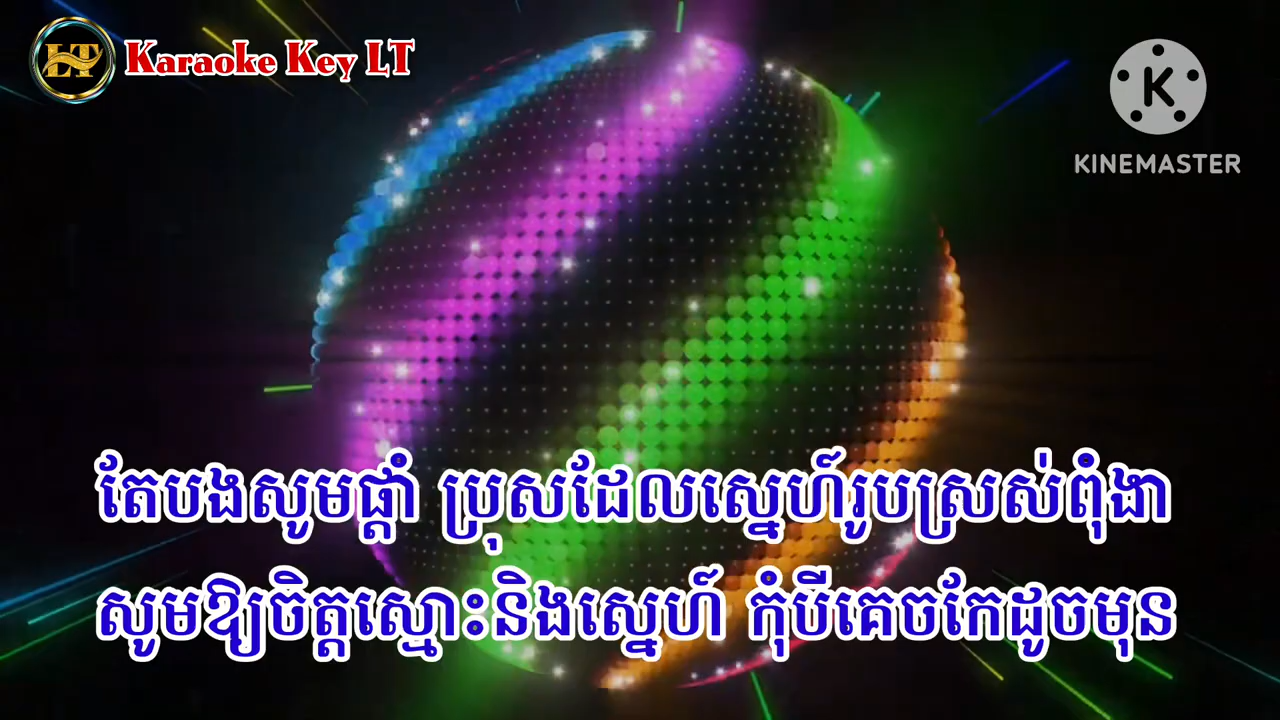 LT
Karaoke Key LT
K
KINEMASTER
តែបងសូមផ្ដាំ ប្រុសដែលស្នេហ៍រូបស្រស់ពុំងា
សូមឱ្យចិត្តស្មោះនិងស្នេហ៍ កុំបីគេចកែដូចមុន